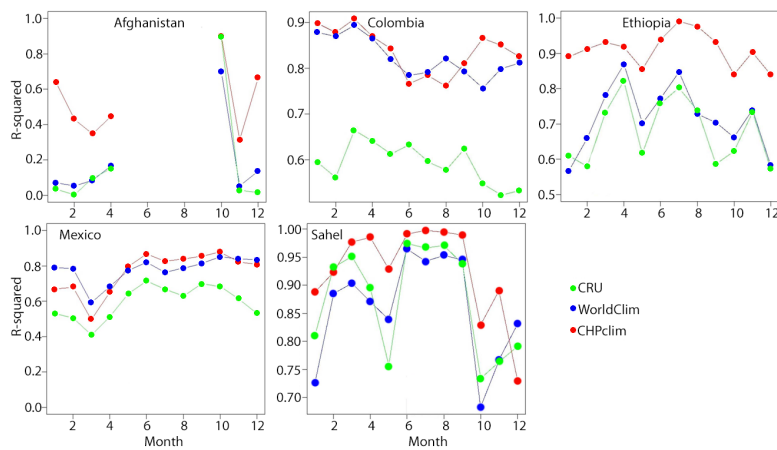 Afghanistan
Colombia
Ethiopia
R-squared
1.0
0.8
0.6
0.4
0.2
0.0
2 4 6 8 10 12
0.9
0.8
0.7
0.6
2 4 6 8 10 12
1.0
0.9
0.8
0.7
0.6
0.5
2 4 6 8 10 12
Mexico
Sahel
R-squared
1.0
0.8
0.6
0.4
0.2
0.0
2 4 6 8 10 12
Month
1.00
0.95
0.90
0.85
0.80
0.75
0.70
2 4 6 8 10 12
Month
CRU
WorldClim
CHPclim